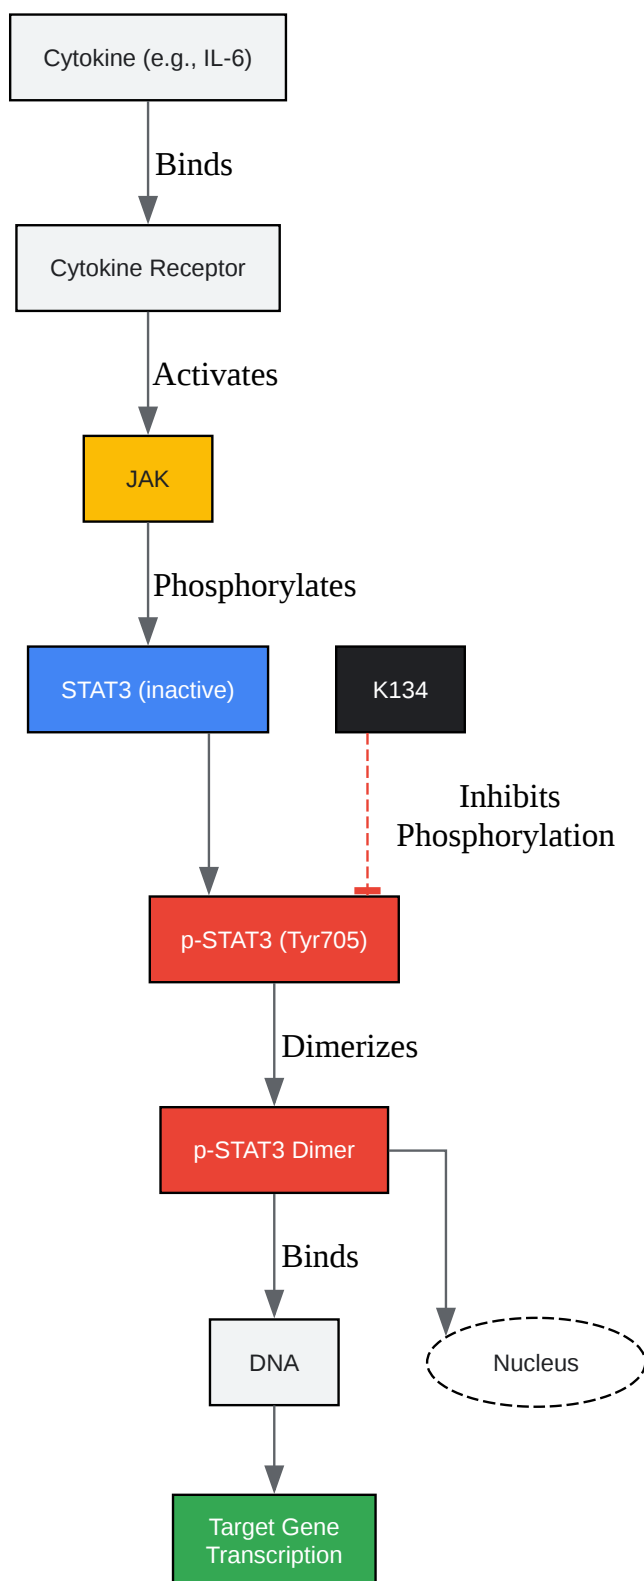 Cytokine (e.g., IL-6)
Binds
Cytokine Receptor
Activates
JAK
Phosphorylates
STAT3 (inactive)
K134
Inhibits
Phosphorylation
p-STAT3 (Tyr705)
Dimerizes
p-STAT3 Dimer
Binds
DNA
Nucleus
Target Gene
Transcription